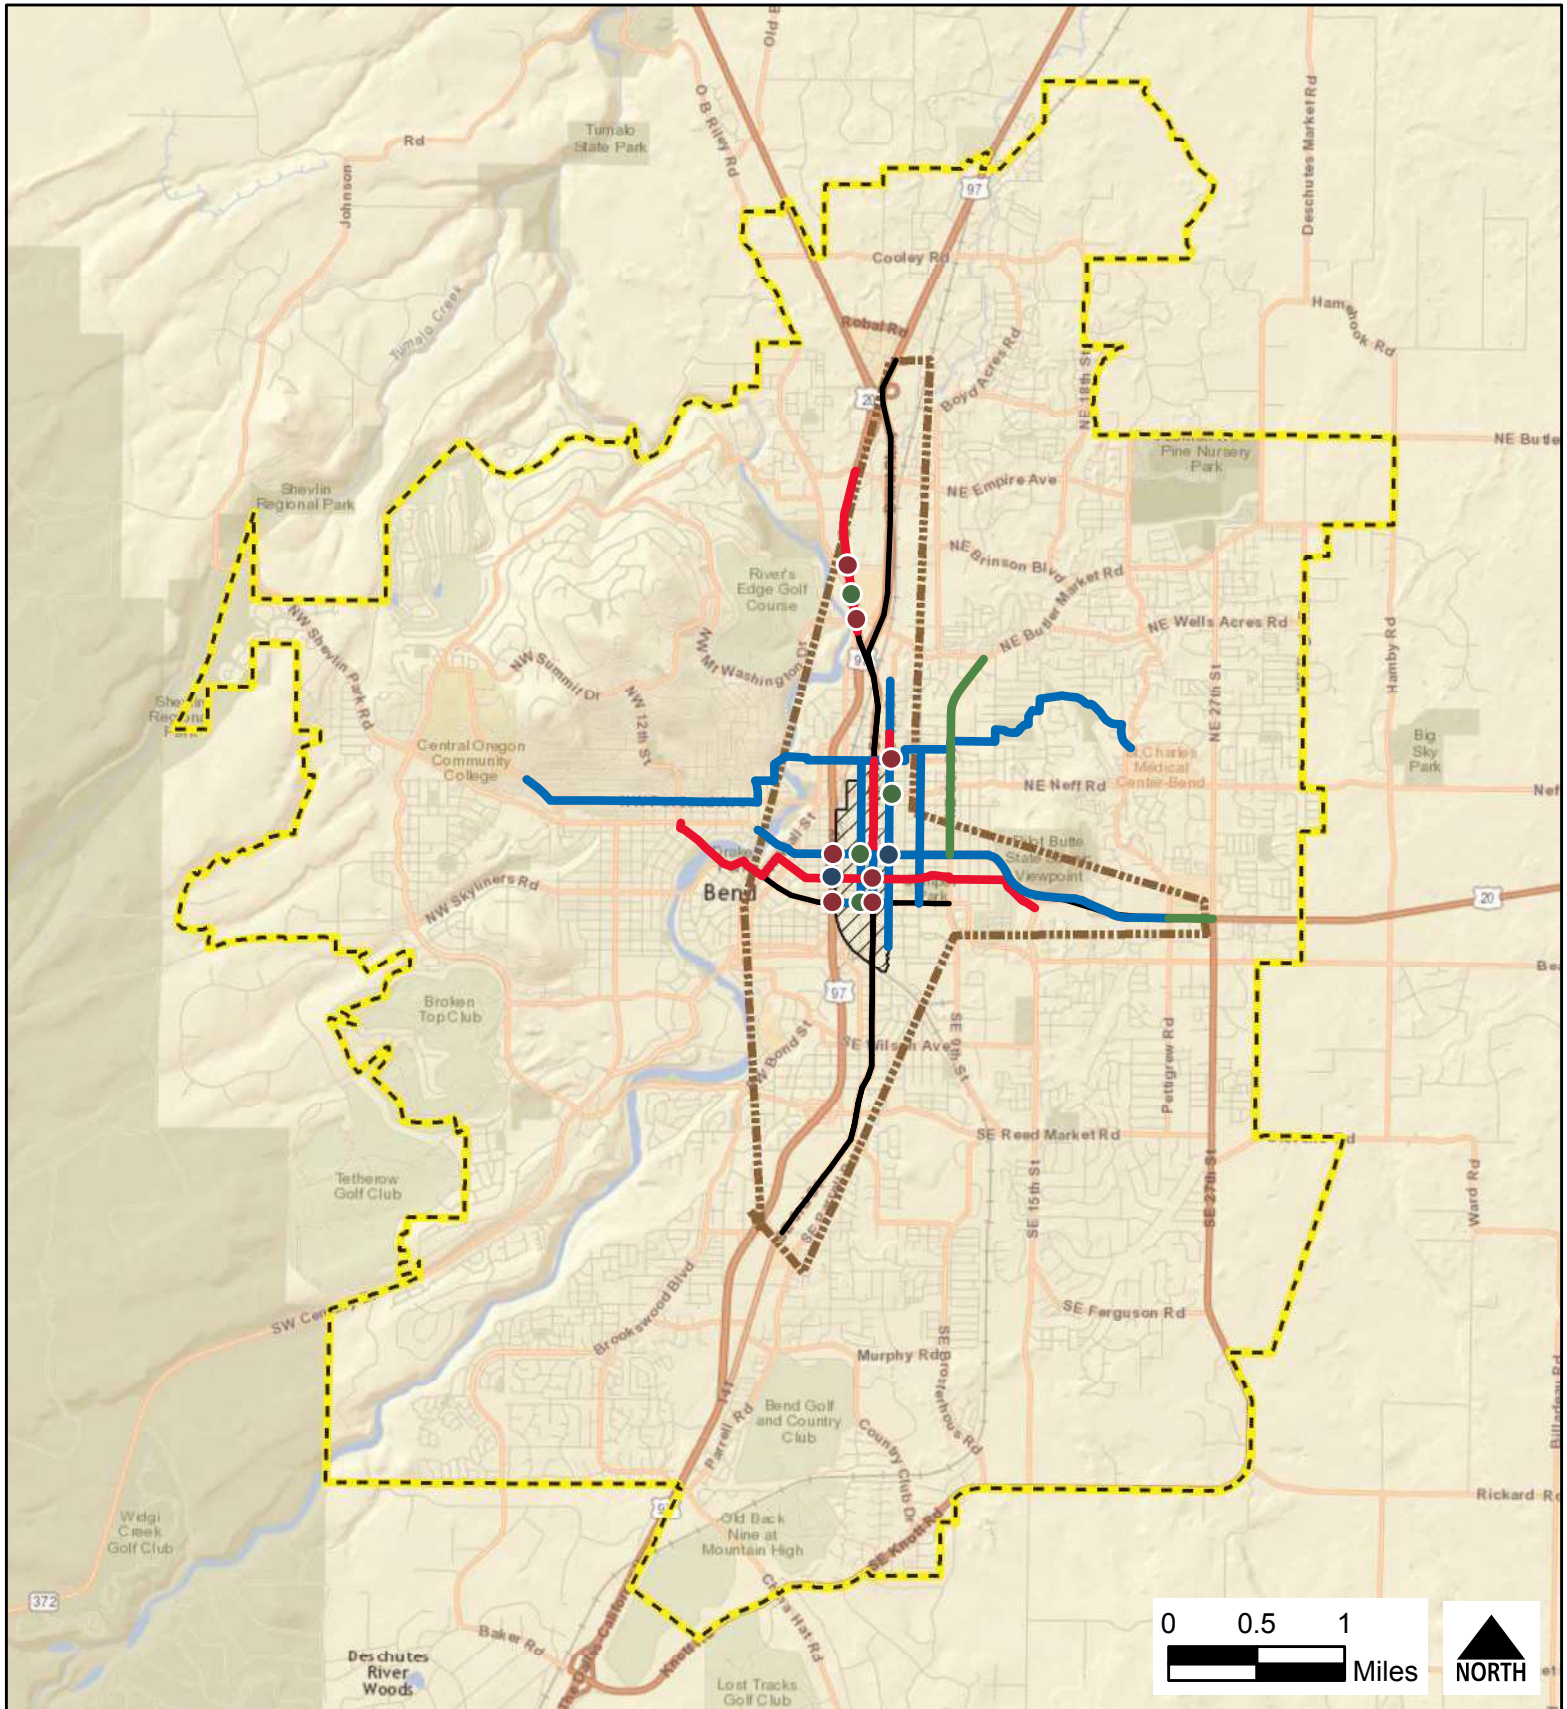 Tumalo
State Park
Rd
Johnson
O B Riley Rd
Deschutes Market Rd
97
Cooley Rd
Tumalo Creek
Robal Rd
Hamehook Rd
Boyd Acres Rd
NE 18th St
20
NE Butle
Pine Nursery
Park
NE Empire Ave
Shevlin
Regional Park
NE Brinson Blvd
River's
Edge Golf
Course
NE Butler Market Rd
NE Wells Acres Rd
NW Shevlin Park Rd
NW Mt Washington Dr
NW Summit Dr
NW 12th St
NE 27th St
Hamby Rd
Central Oregon
Community
College
Charles
Medical
Center-Bend
Big
Sky
Park
NE Neff Rd
Nef
Pilot Butte
State
Viewpoint
NW Skyliners Rd
Bend
Park
20
Broken
Top Club
97
SE Wilson Ave
SE 9th St
Pettigrew Rd
W Bond St
SE Reed Market Rd
Tetherow
Golf Club
SE 15th St
SE 27th St
Ward Rd
SE Ferguson Rd
SW Cen
Brookswood Blvd
Murphy Rd
SE Brosterhous Rd
Parrell Rd
Bend Golf
and Country
Club
Country Club Dr
Rickard R
Widgi
Creek
Golf Club
Old Back
Nine at
Mountain High
SE Knott Rd
China Hat Rd
372
Baker Rd
Deschutes
River
Woods
Lost Tracks
Golf Club
0 0.5 1
Miles
NORTH